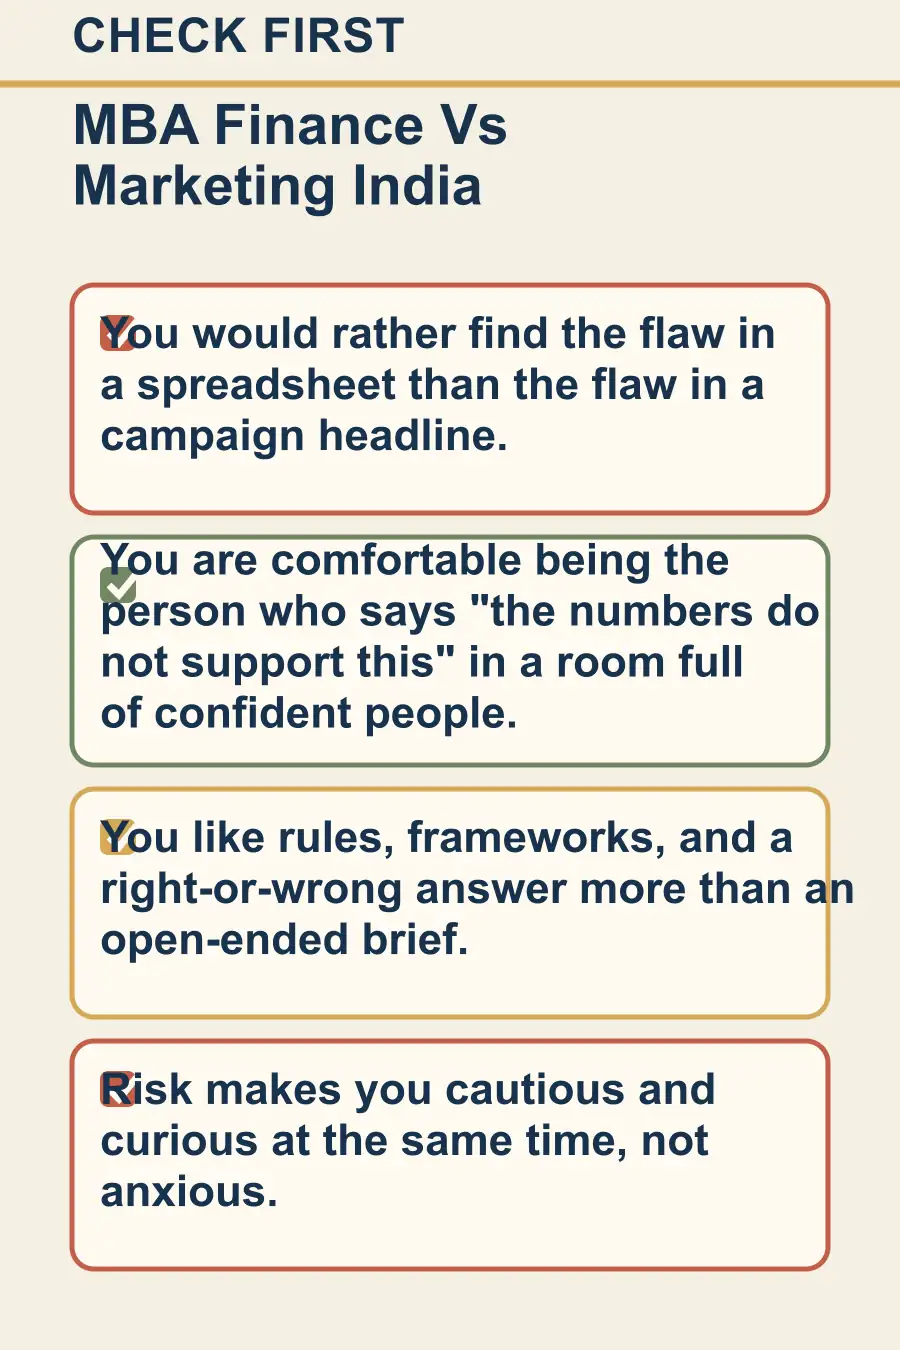 CHECK FIRST
MBA Finance Vs
Marketing India
You would rather find the flaw in
a spreadsheet than the flaw in a
campaign headline.
You are comfortable being the
person who says "the numbers do
not support this" in a room full
of confident people.
You like rules, frameworks, and a
right-or-wrong answer more than an
open-ended brief.
Risk makes you cautious and
curious at the same time, not
anxious.